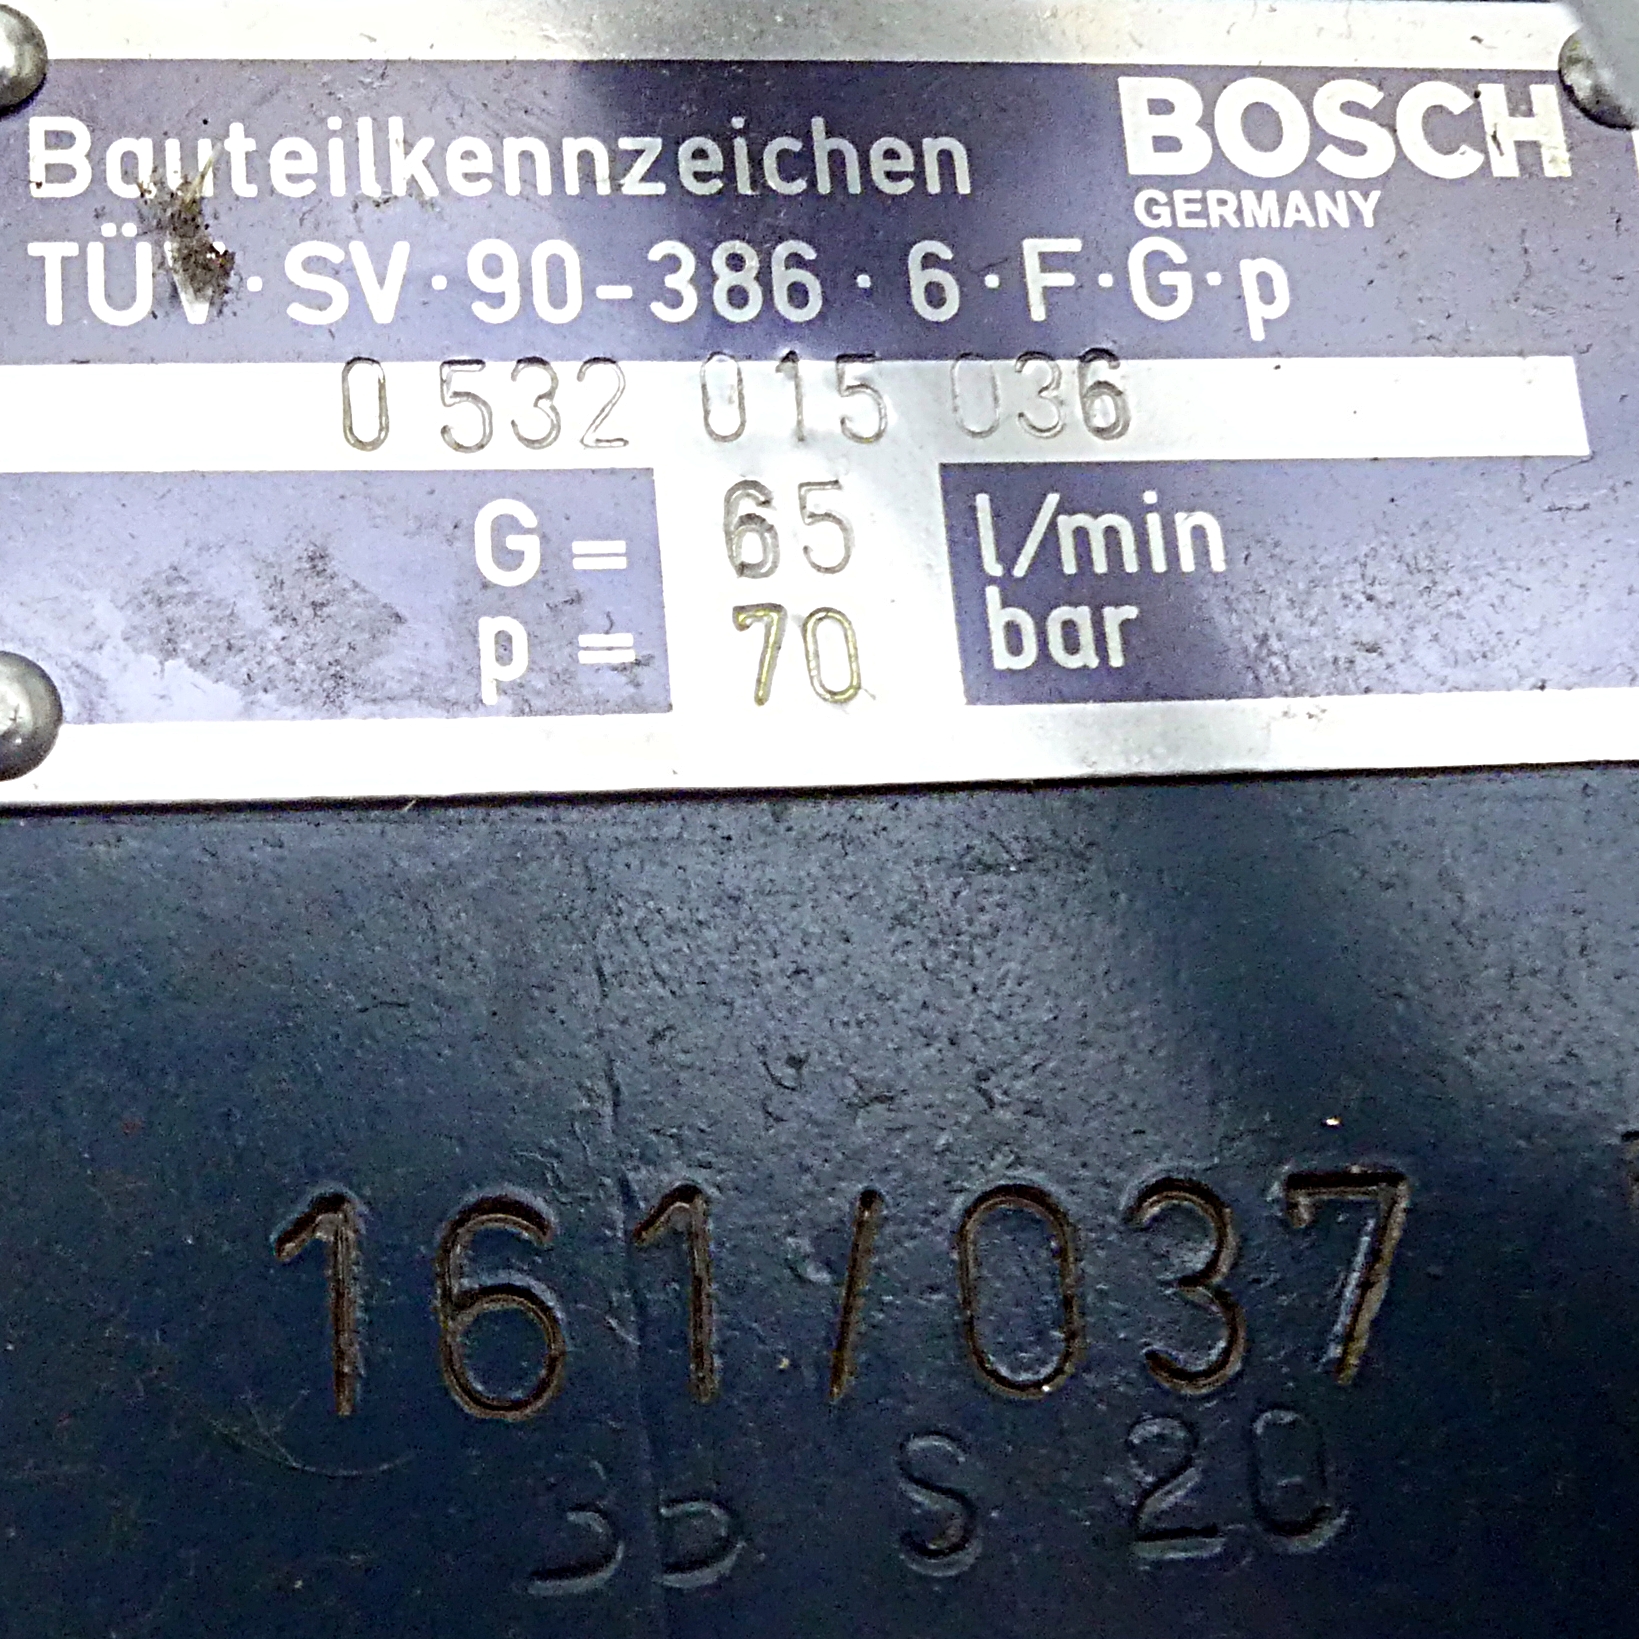 BOSCH
GERMANY
Bauteilkennzeichen
TÜV·SV·90-386·6·F·G·p
0 532 015 036
G = 65 l/min
p = 70 bar
161/037
S 20